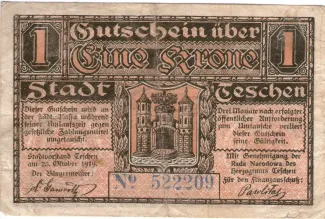 Gutschein über
1 Eine Krone 1
Stadt Teschen
Dieser Gutschein wird an
der städt. Kassa während
seiner Umlaufzeit gegen
gesetzliche Zahlungsmittel
umgetauscht.
Stadtvorstand Teschen
am 20. Oktober 1919.
Der Bürgermeister
Drei Monate nach erfolgter
öffentlicher Aufforderung
zum Umtausche verliert
dieser Gutschein
seine Gültigkeit.
Mit Genehmigung der
Rada Narodowa des
Herzogtums Teschen
Für den Finanzausschuß:
No 522209